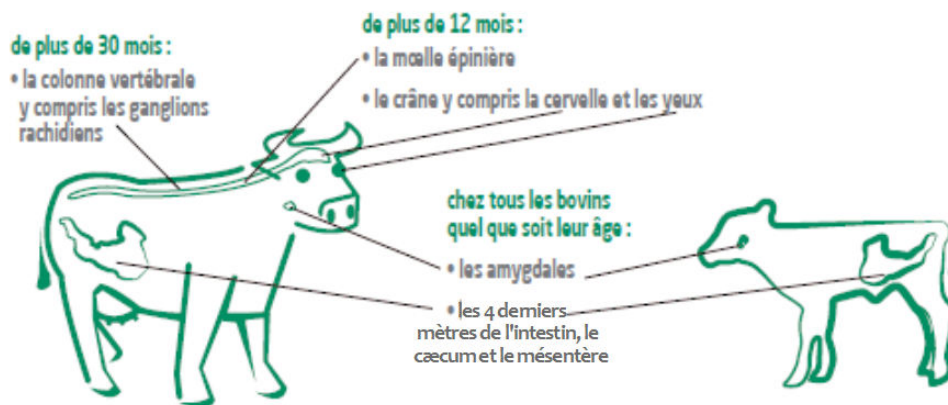 de plus de 30 mois :
• la colonne vertébrale
y compris les ganglions
rachidiens
de plus de 12 mois :
• la mœlle épinière
• le crâne y compris la cervelle et les yeux
chez tous les bovins
quel que soit leur âge :
• les amygdales
• les 4 derniers
mètres de l'intestin, le
cæcum et le mésentère